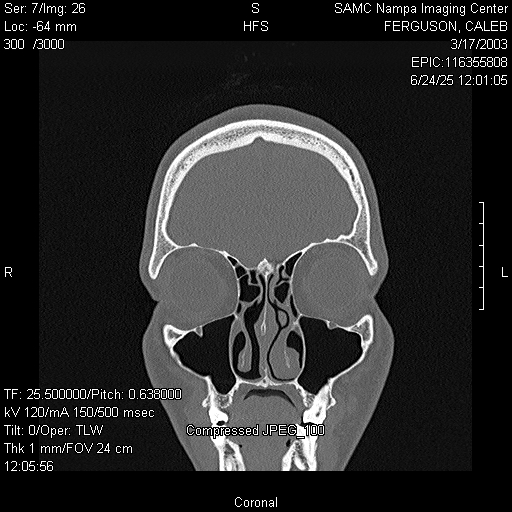 Ser: 7/Img: 26
Loc: -64 mm
300 /3000
S
HFS
SAMC Nampa Imaging Center
FERGUSON, CALEB
3/17/2003
EPIC:116355808
6/24/25 12:01:05
R
L
TF: 25.500000/Pitch: 0.638000
kV 120/mA 150/500 msec
Tilt: 0/Oper: TLW
Thk 1 mm/FOV 24 cm
12:05:56
Compressed JPEG_100
Coronal